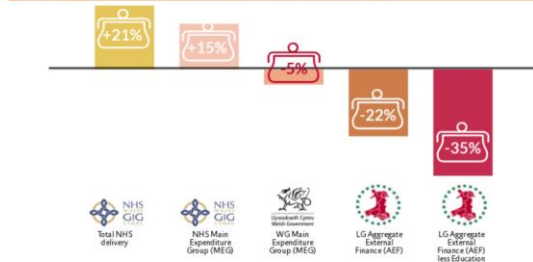 +21%
+15%
-5%
-22%
-35%
NHS
GIG
NHS
GIG
Llywodraeth Cymru
Welsh Government
Total NHS
delivery
NHS Main
Expenditure
Group (MEG)
WG Main
Expenditure
Group (MEG)
LG Aggregate
External
Finance (AEF)
LG Aggregate
External
Finance (AEF)
less Education